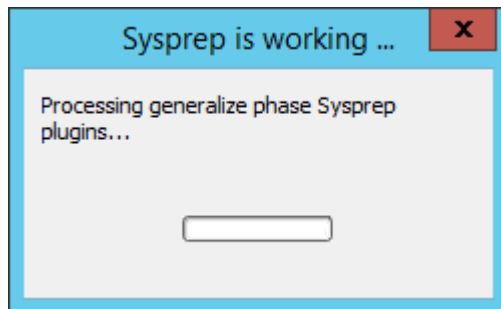 Sysprep is working ...
x
Processing generalize phase Sysprep
plugins...